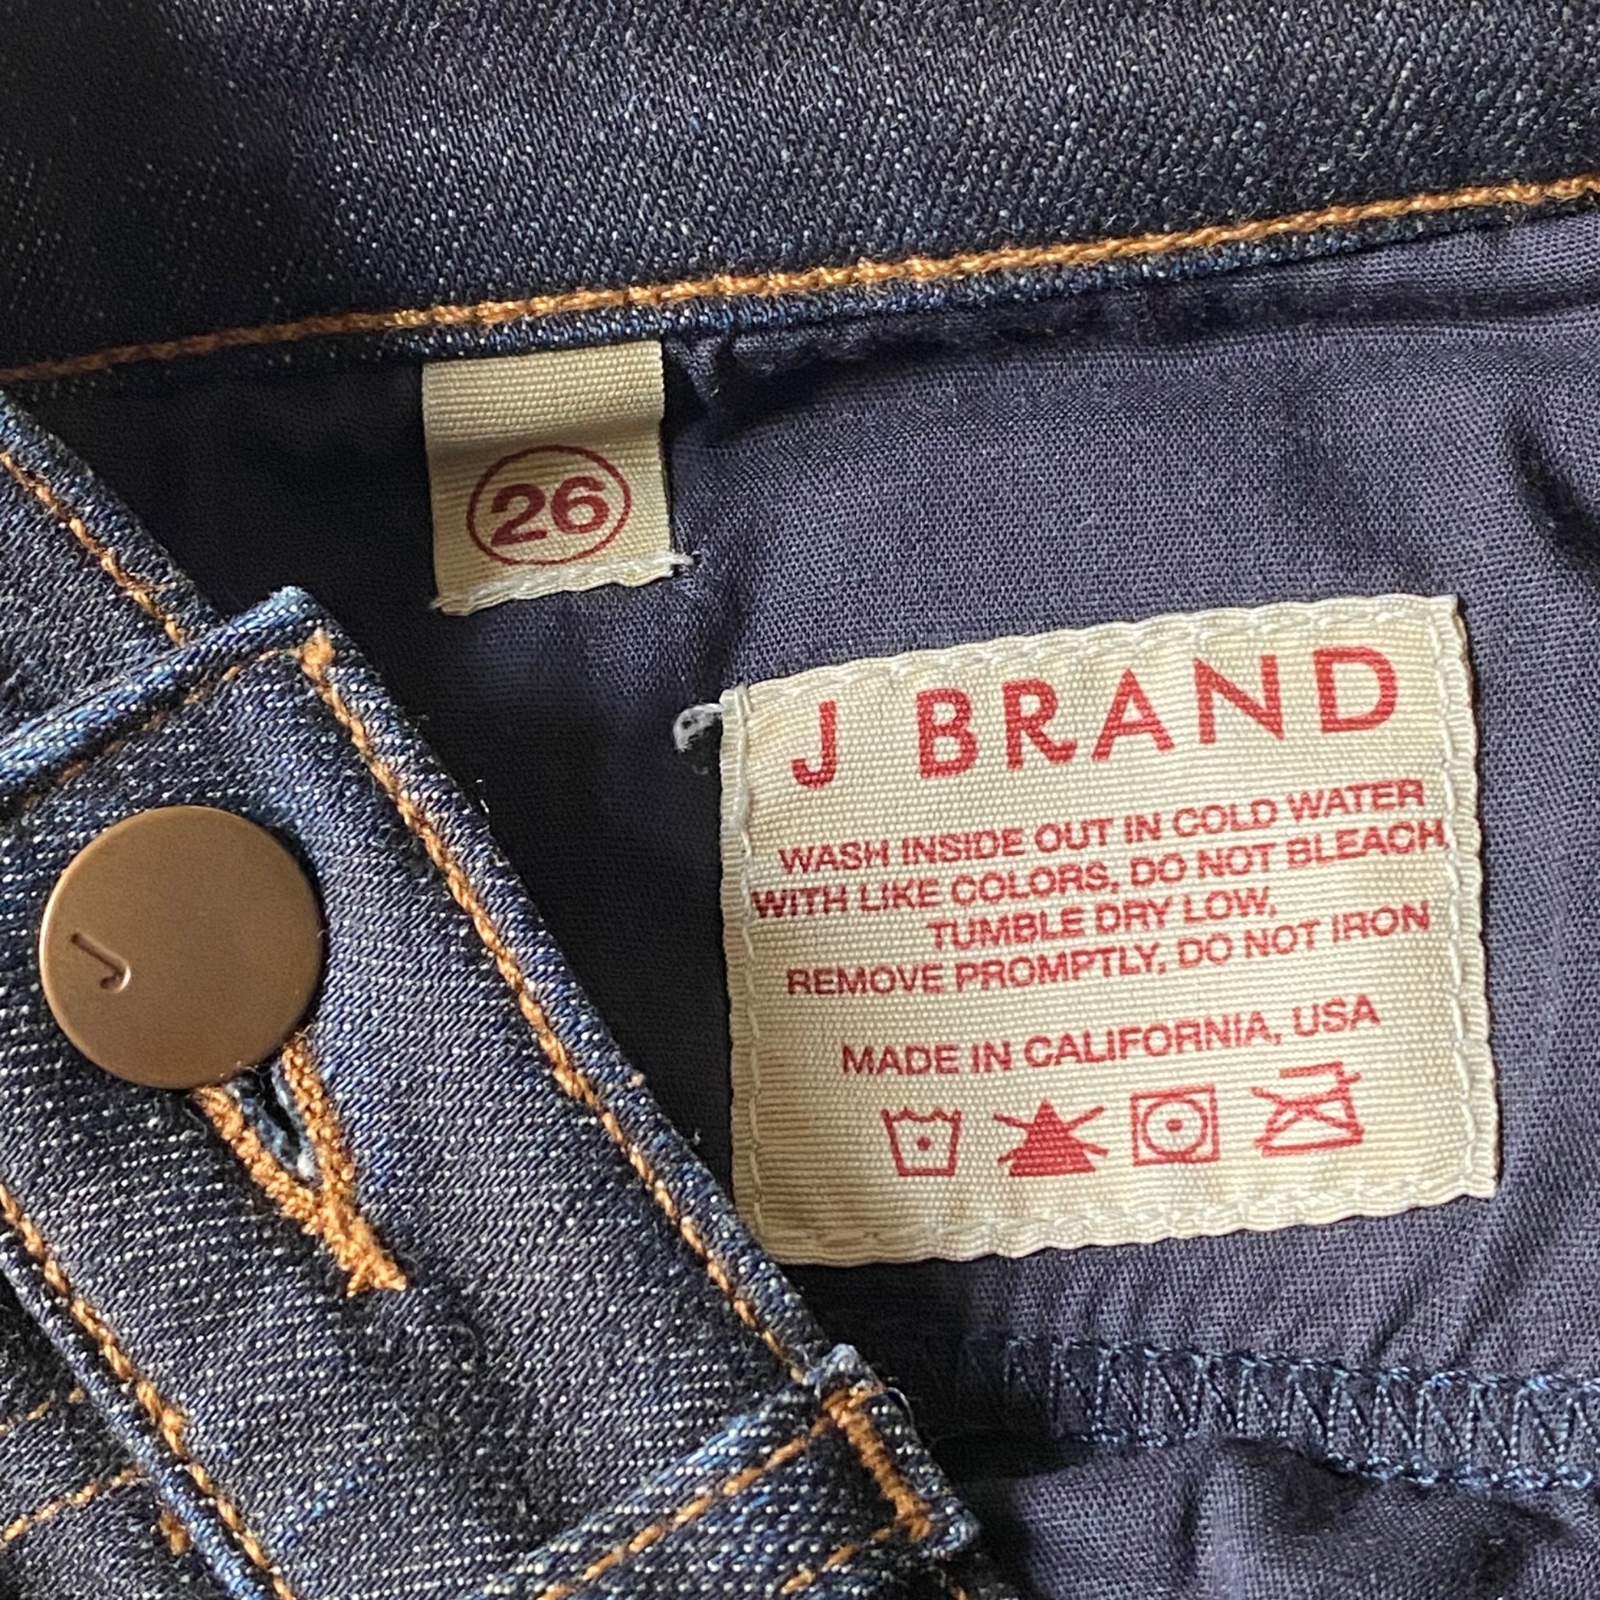 26
J BRAND
WASH INSIDE OUT IN COLD WATER
WITH LIKE COLORS, DO NOT BLEACH
TUMBLE DRY LOW,
REMOVE PROMPTLY, DO NOT IRON
MADE IN CALIFORNIA, USA
J